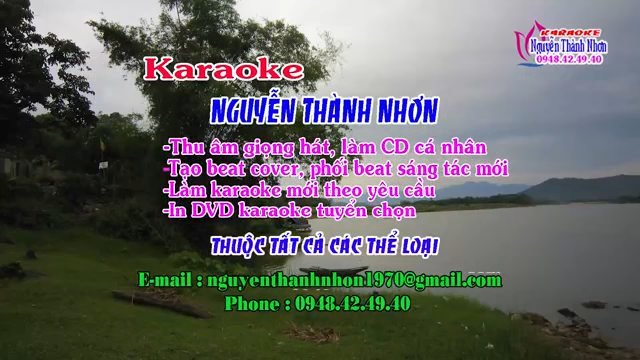 KARAOKE
Nguyễn Thành Nhơn
0948.42.49.40
Karaoke
NGUYỄN THÀNH NHƠN
-Thu âm giọng hát, làm CD cá nhân
-Tạo beat cover, phối beat sáng tác mới
-Làm karaoke mới theo yêu cầu
-In DVD karaoke tuyển chọn
THUỘC TẤT CẢ CÁC THỂ LOẠI
E-mail : nguyenthanhnhon1970@gmail.com
Phone : 0948.42.49.40